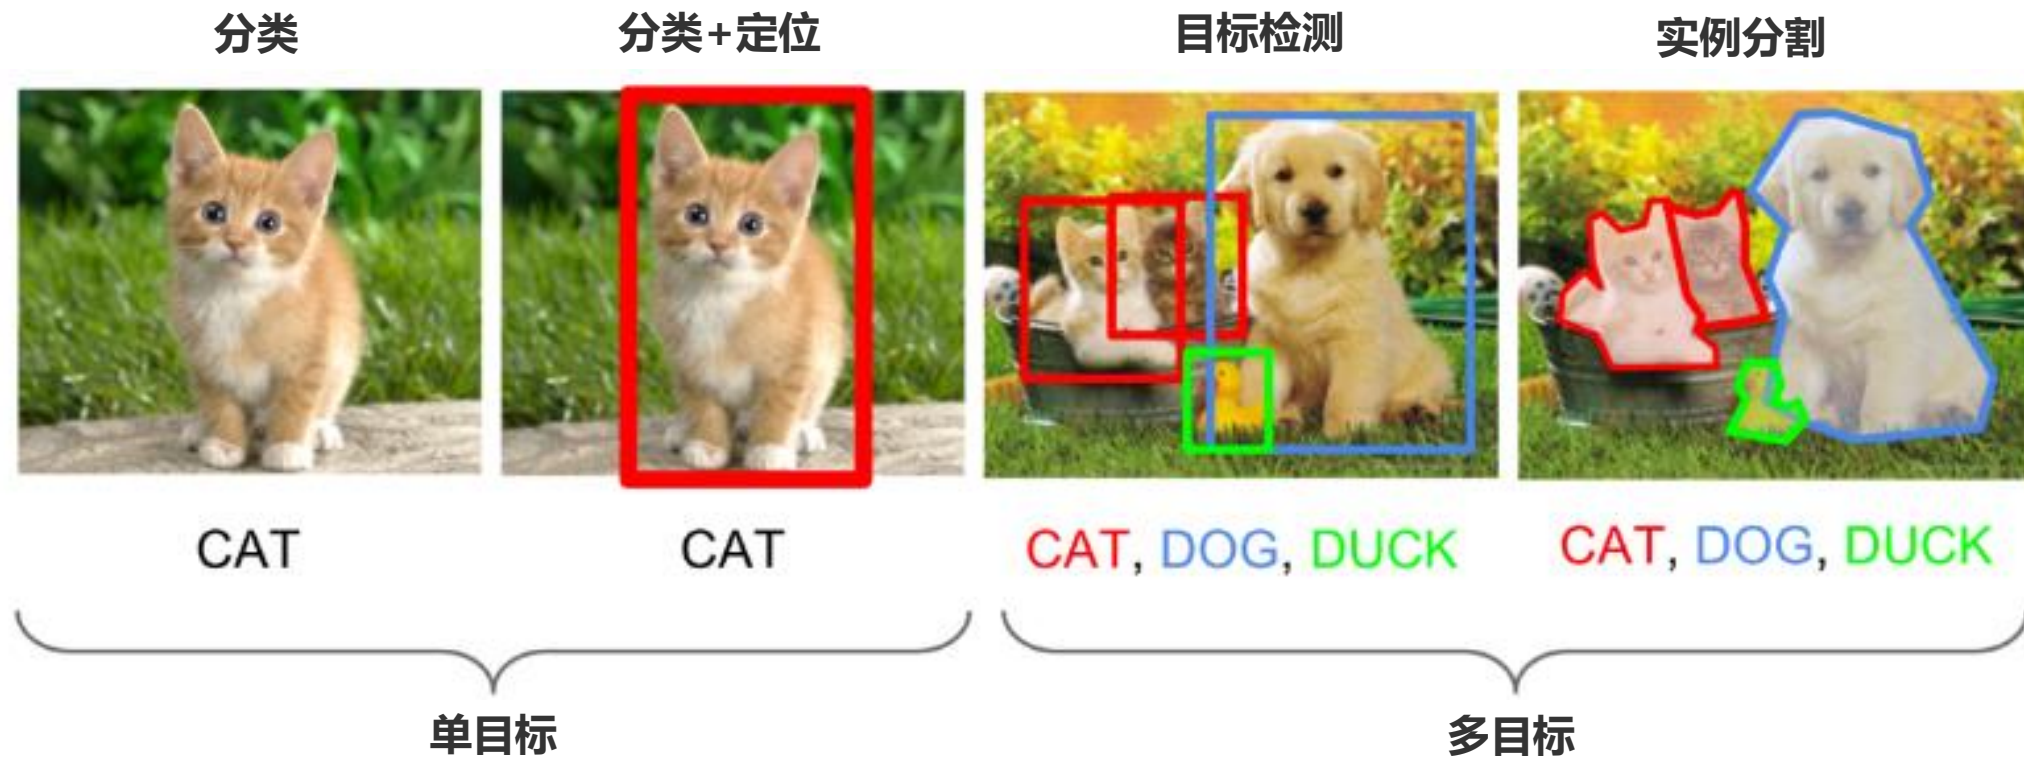 分类
分类+定位
目标检测
实例分割
CAT
CAT
CAT, DOG, DUCK
CAT, DOG, DUCK
单目标
多目标